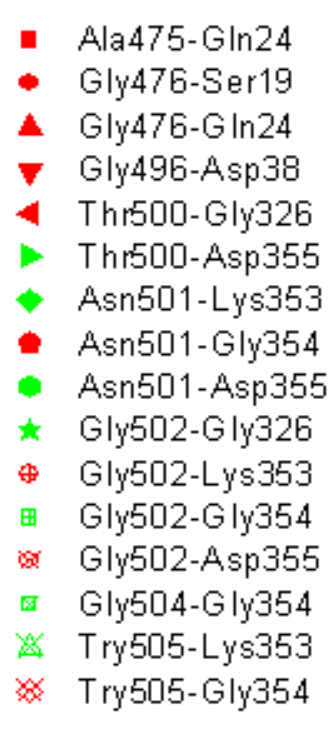 Ala475-Gln24
Gly476-Ser19
Gly476-Gln24
Gly496-Asp38
Thr500-Gly326
Thr500-Asp355
Asn501-Lys353
Asn501-Gly354
Asn501-Asp355
Gly502-Gly326
Gly502-Lys353
Gly502-Gly354
Gly502-Asp355
Gly504-Gly354
Try505-Lys353
Try505-Gly354